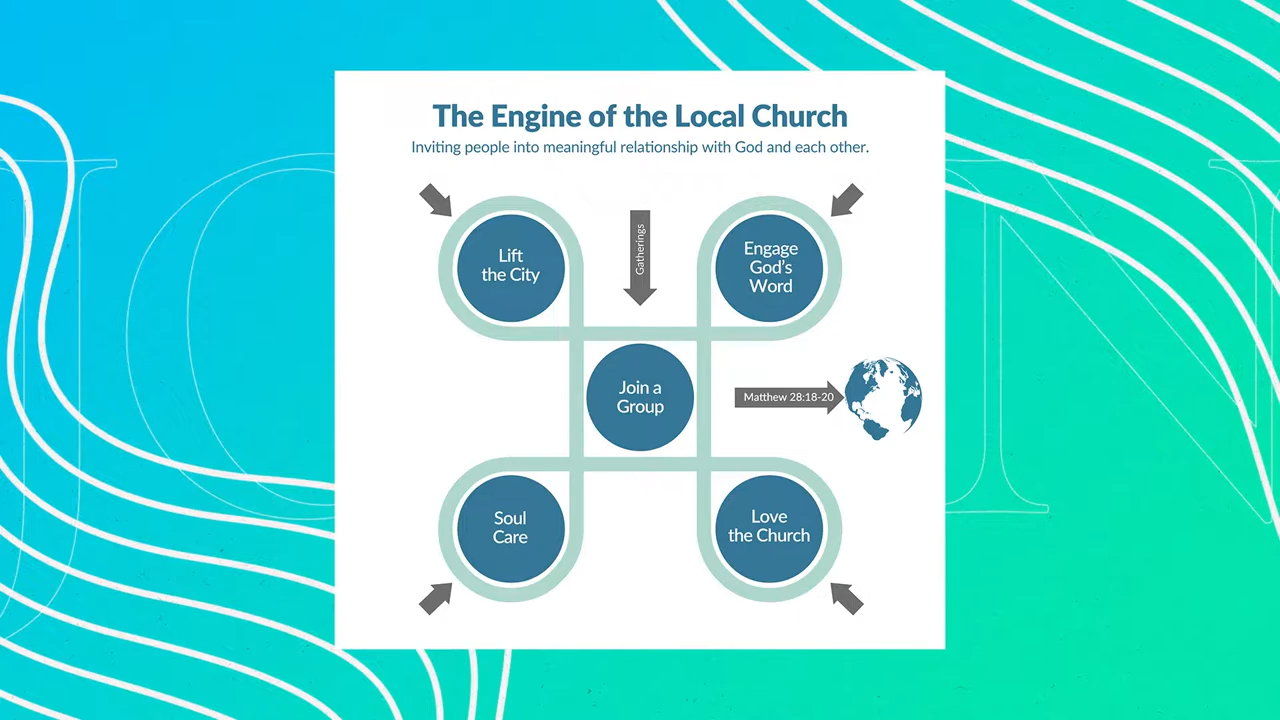 The Engine of the Local Church
Inviting people into meaningful relationship with God and each other.
Lift
the City
Gatherings
Engage
God's
Word
Join a
Group
Matthew 28:18-20
Soul
Care
Love
the Church